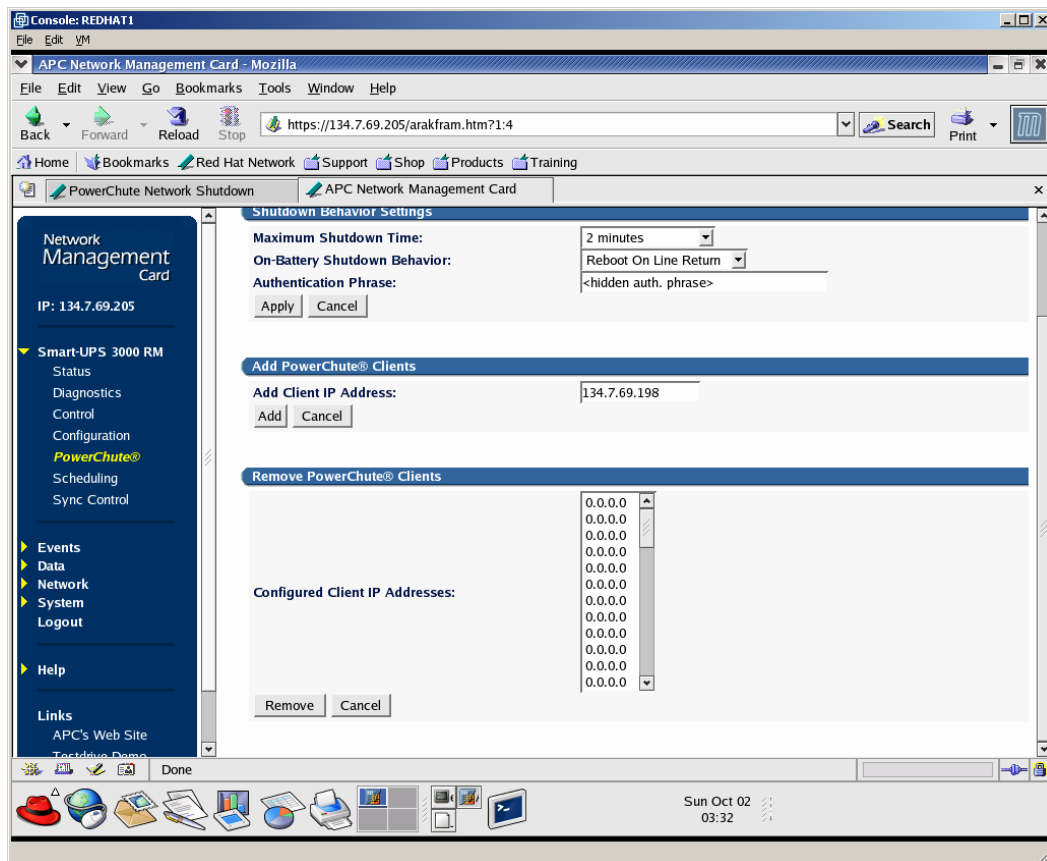 Console: REDHAT1
File Edit VM
APC Network Management Card - Mozilla
File Edit View Go Bookmarks Tools Window Help
Back Forward Reload Stop https://134.7.69.205/arakfram.htm?1:4 Search Print
Home Bookmarks Red Hat Network Support Shop Products Training
PowerChute Network Shutdown APC Network Management Card
Network
Management
Card
IP: 134.7.69.205
Smart-UPS 3000 RM
Status
Diagnostics
Control
Configuration
PowerChute®
Scheduling
Sync Control
Events
Data
Network
System
Logout
Help
Links
APC's Web Site
Testdrive Demo
Shutdown Behavior Settings
Maximum Shutdown Time: 2 minutes
On-Battery Shutdown Behavior: Reboot On Line Return
Authentication Phrase: <hidden auth. phrase>
Apply Cancel
Add PowerChute® Clients
Add Client IP Address: 134.7.69.198
Add Cancel
Remove PowerChute® Clients
Configured Client IP Addresses:
0.0.0.0
0.0.0.0
0.0.0.0
0.0.0.0
0.0.0.0
0.0.0.0
0.0.0.0
0.0.0.0
0.0.0.0
0.0.0.0
0.0.0.0
0.0.0.0
Remove Cancel
Done
Sun Oct 02
03:32